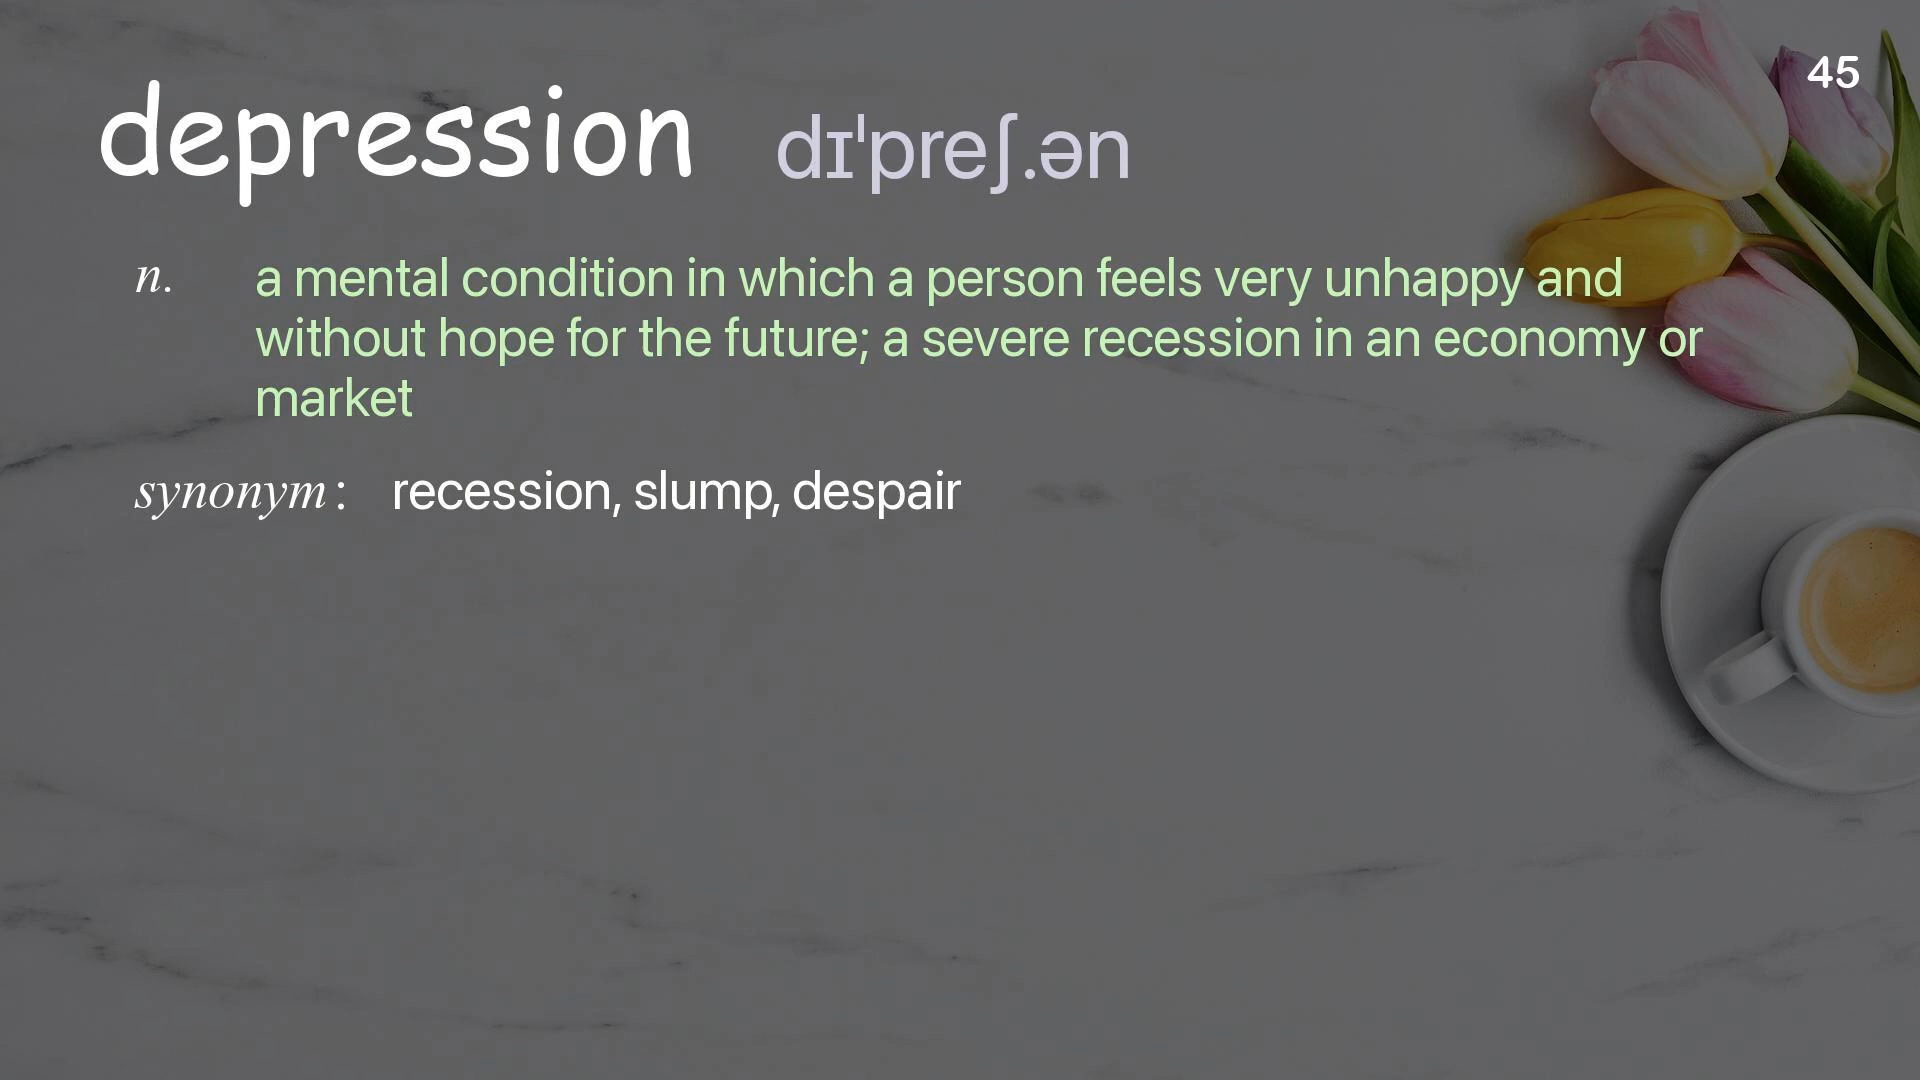 45
depression dɪˈpreʃ.ən
n. a mental condition in which a person feels very unhappy and
without hope for the future; a severe recession in an economy or
market
synonym : recession, slump, despair